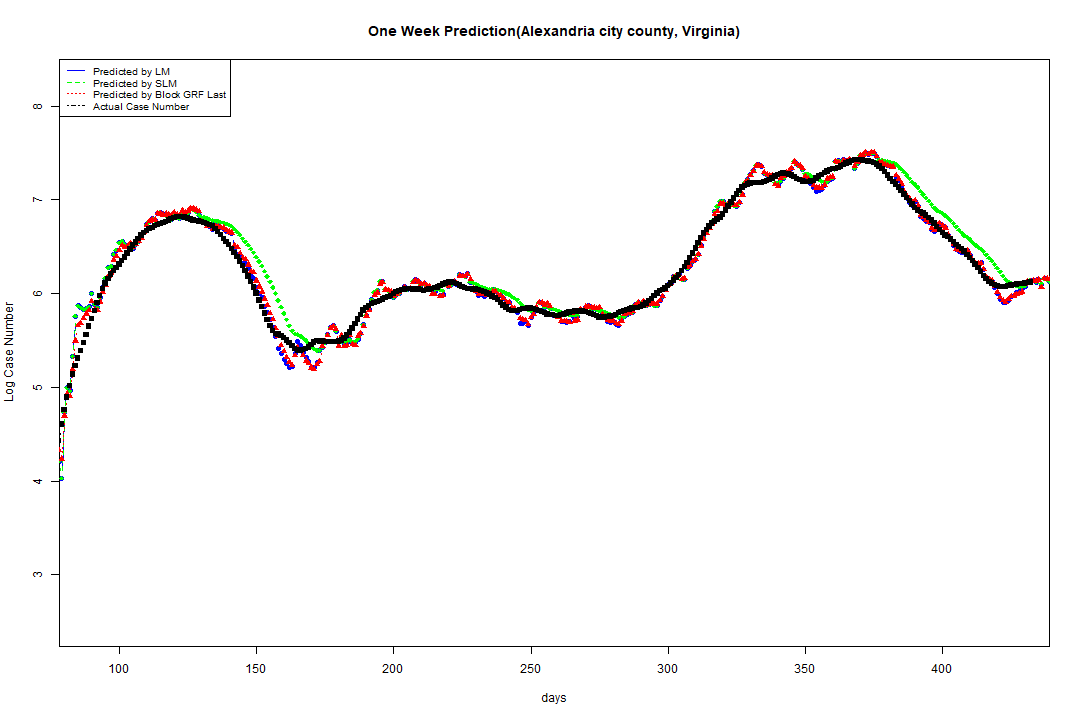 One Week Prediction(Alexandria city county, Virginia)
Predicted by LM
Predicted by SLM
Predicted by Block GRF Last
Actual Case Number
8
7
6
5
4
3
Log Case Number
100 150 200 250 300 350 400
days